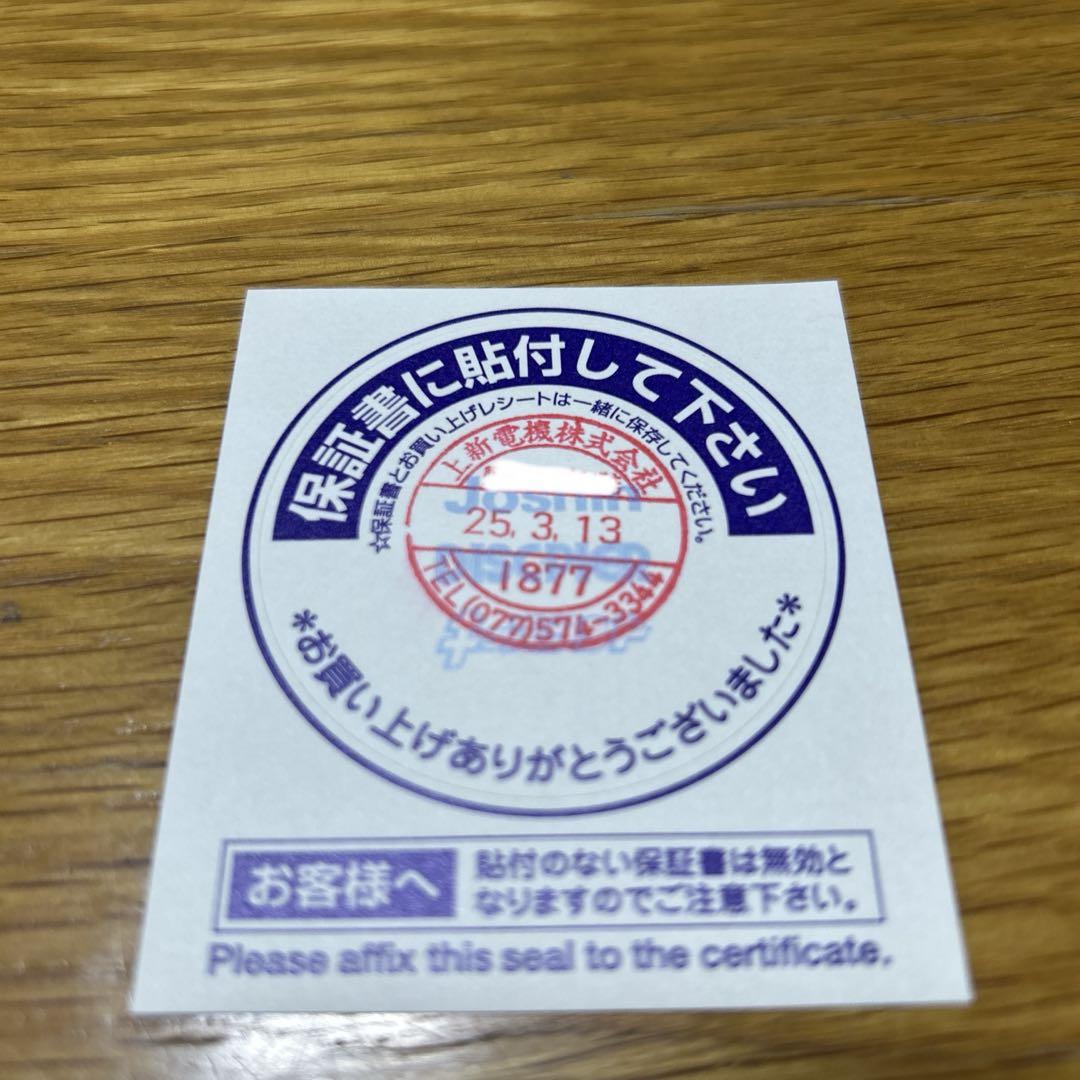 保証書に貼付して下さい
☆保証書とお買い上げレシートは一緒に保存してください。
上新電機株式会社
Joshin
25. 3. 13
1877
TEL(077)574-3344
*お買い上げありがとうございました*
お客様へ
貼付のない保証書は無効と
なりますのでご注意下さい。
Please affix this seal to the certificate.